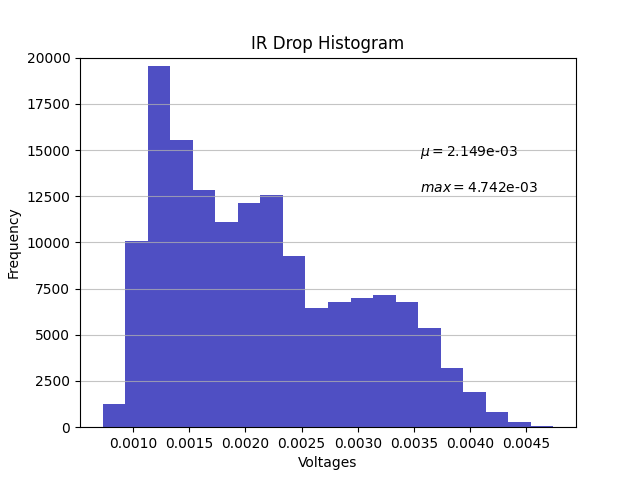 IR Drop Histogram
20000
17500
15000
12500
10000
7500
5000
2500
0
Frequency
μ = 2.149e-03
max = 4.742e-03
0.0010 0.0015 0.0020 0.0025 0.0030 0.0035 0.0040 0.0045
Voltages